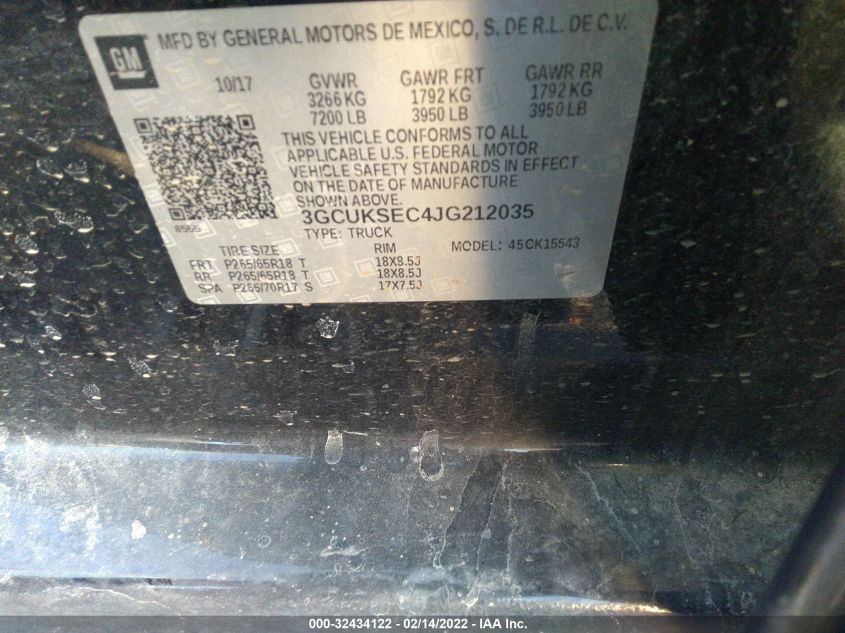 GM
MFD BY GENERAL MOTORS DE MEXICO, S. DE R.L. DE C.V.
10/17 GVWR GAWR FRT GAWR RR
3266 KG 1792 KG 1792 KG
7200 LB 3950 LB 3950 LB
THIS VEHICLE CONFORMS TO ALL
APPLICABLE U.S. FEDERAL MOTOR
VEHICLE SAFETY STANDARDS IN EFFECT
ON THE DATE OF MANUFACTURE
SHOWN ABOVE.
3GCUKSEC4JG212035
8565
TYPE: TRUCK MODEL: 45CK15543
TIRE SIZE RIM
FRT P265/65R18 T 18X8.5J
RR P265/65R18 T 18X8.5J
SPA P265/70R17 S 17X7.5J
000-32434122 - 02/14/2022 - IAA Inc.